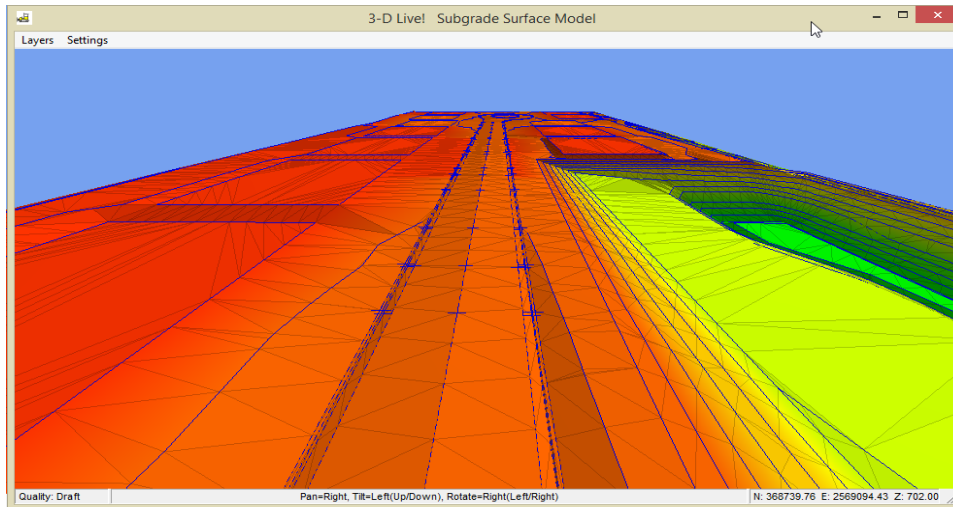 3-D Live!   Subgrade Surface Model
Layers   Settings
Quality: Draft   Pan=Right, Tilt=Left(Up/Down), Rotate=Right(Left/Right)   N: 368739.76  E: 2569094.43  Z: 702.00